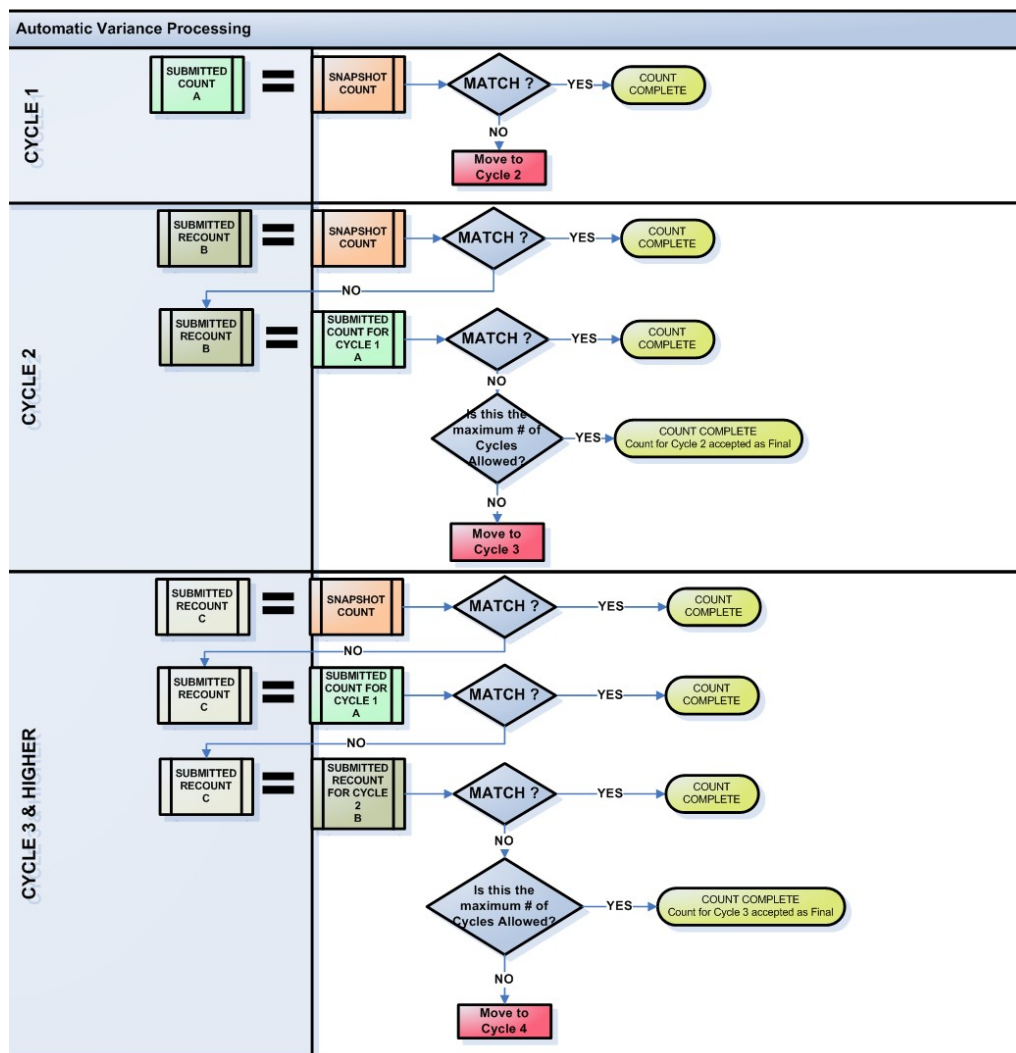 Automatic Variance Processing
CYCLE 1
SUBMITTED
COUNT
A
=
SNAPSHOT
COUNT
MATCH ?
YES
COUNT
COMPLETE
NO
Move to
Cycle 2
CYCLE 2
SUBMITTED
RECOUNT
B
=
SNAPSHOT
COUNT
MATCH ?
YES
COUNT
COMPLETE
NO
SUBMITTED
RECOUNT
B
=
SUBMITTED
COUNT FOR
CYCLE 1
A
MATCH ?
YES
COUNT
COMPLETE
NO
Is this the
maximum # of
Cycles
Allowed?
YES
COUNT COMPLETE
Count for Cycle 2 accepted as Final
NO
Move to
Cycle 3
CYCLE 3 & HIGHER
SUBMITTED
RECOUNT
C
=
SNAPSHOT
COUNT
MATCH ?
YES
COUNT
COMPLETE
NO
SUBMITTED
RECOUNT
C
=
SUBMITTED
COUNT FOR
CYCLE 1
A
MATCH ?
YES
COUNT
COMPLETE
NO
SUBMITTED
RECOUNT
C
=
SUBMITTED
RECOUNT
FOR CYCLE
2
B
MATCH ?
YES
COUNT
COMPLETE
NO
Is this the
maximum # of
Cycles Allowed?
YES
COUNT COMPLETE
Count for Cycle 3 accepted as Final
NO
Move to
Cycle 4